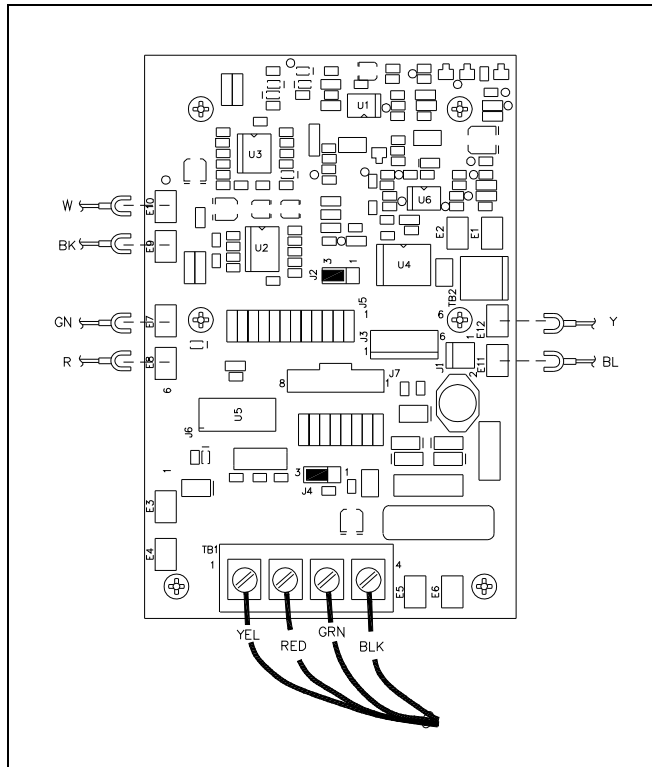 U1
U3
U6
W
E10
E2
E1
BK
E9
U2
U4
J2
3
1
TB2
J5
1
6
GN
E7
E12
Y
J3
6
1
1
J1
R
E8
E11
BL
2
6
J7
8
1
U5
J6
3
1
1
J4
E3
E4
TB1
1
4
E5
E6
YEL
RED
GRN
BLK